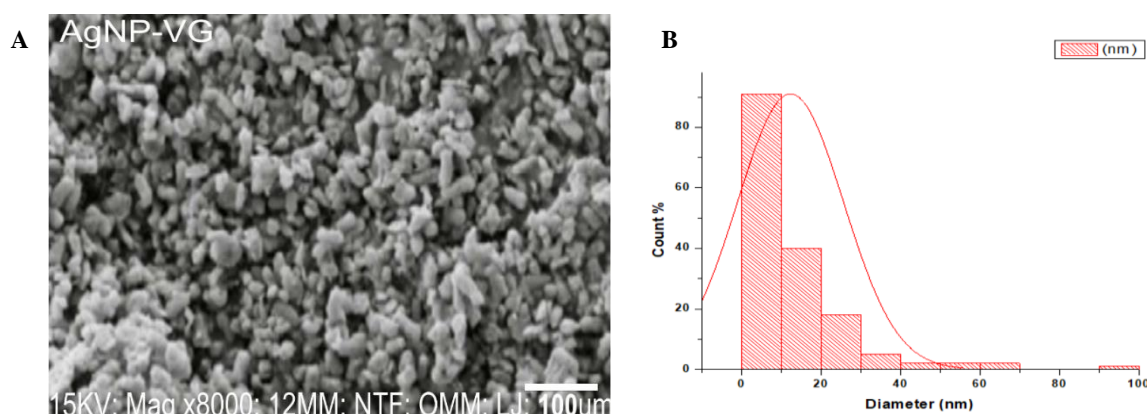 A
AgNP-VG
15KV; Mag x8000; 12MM; NTF; OMM; LJ; 100um
B
(nm)
Count %
80
60
40
20
0
0 20 40 60 80 100
Diameter (nm)